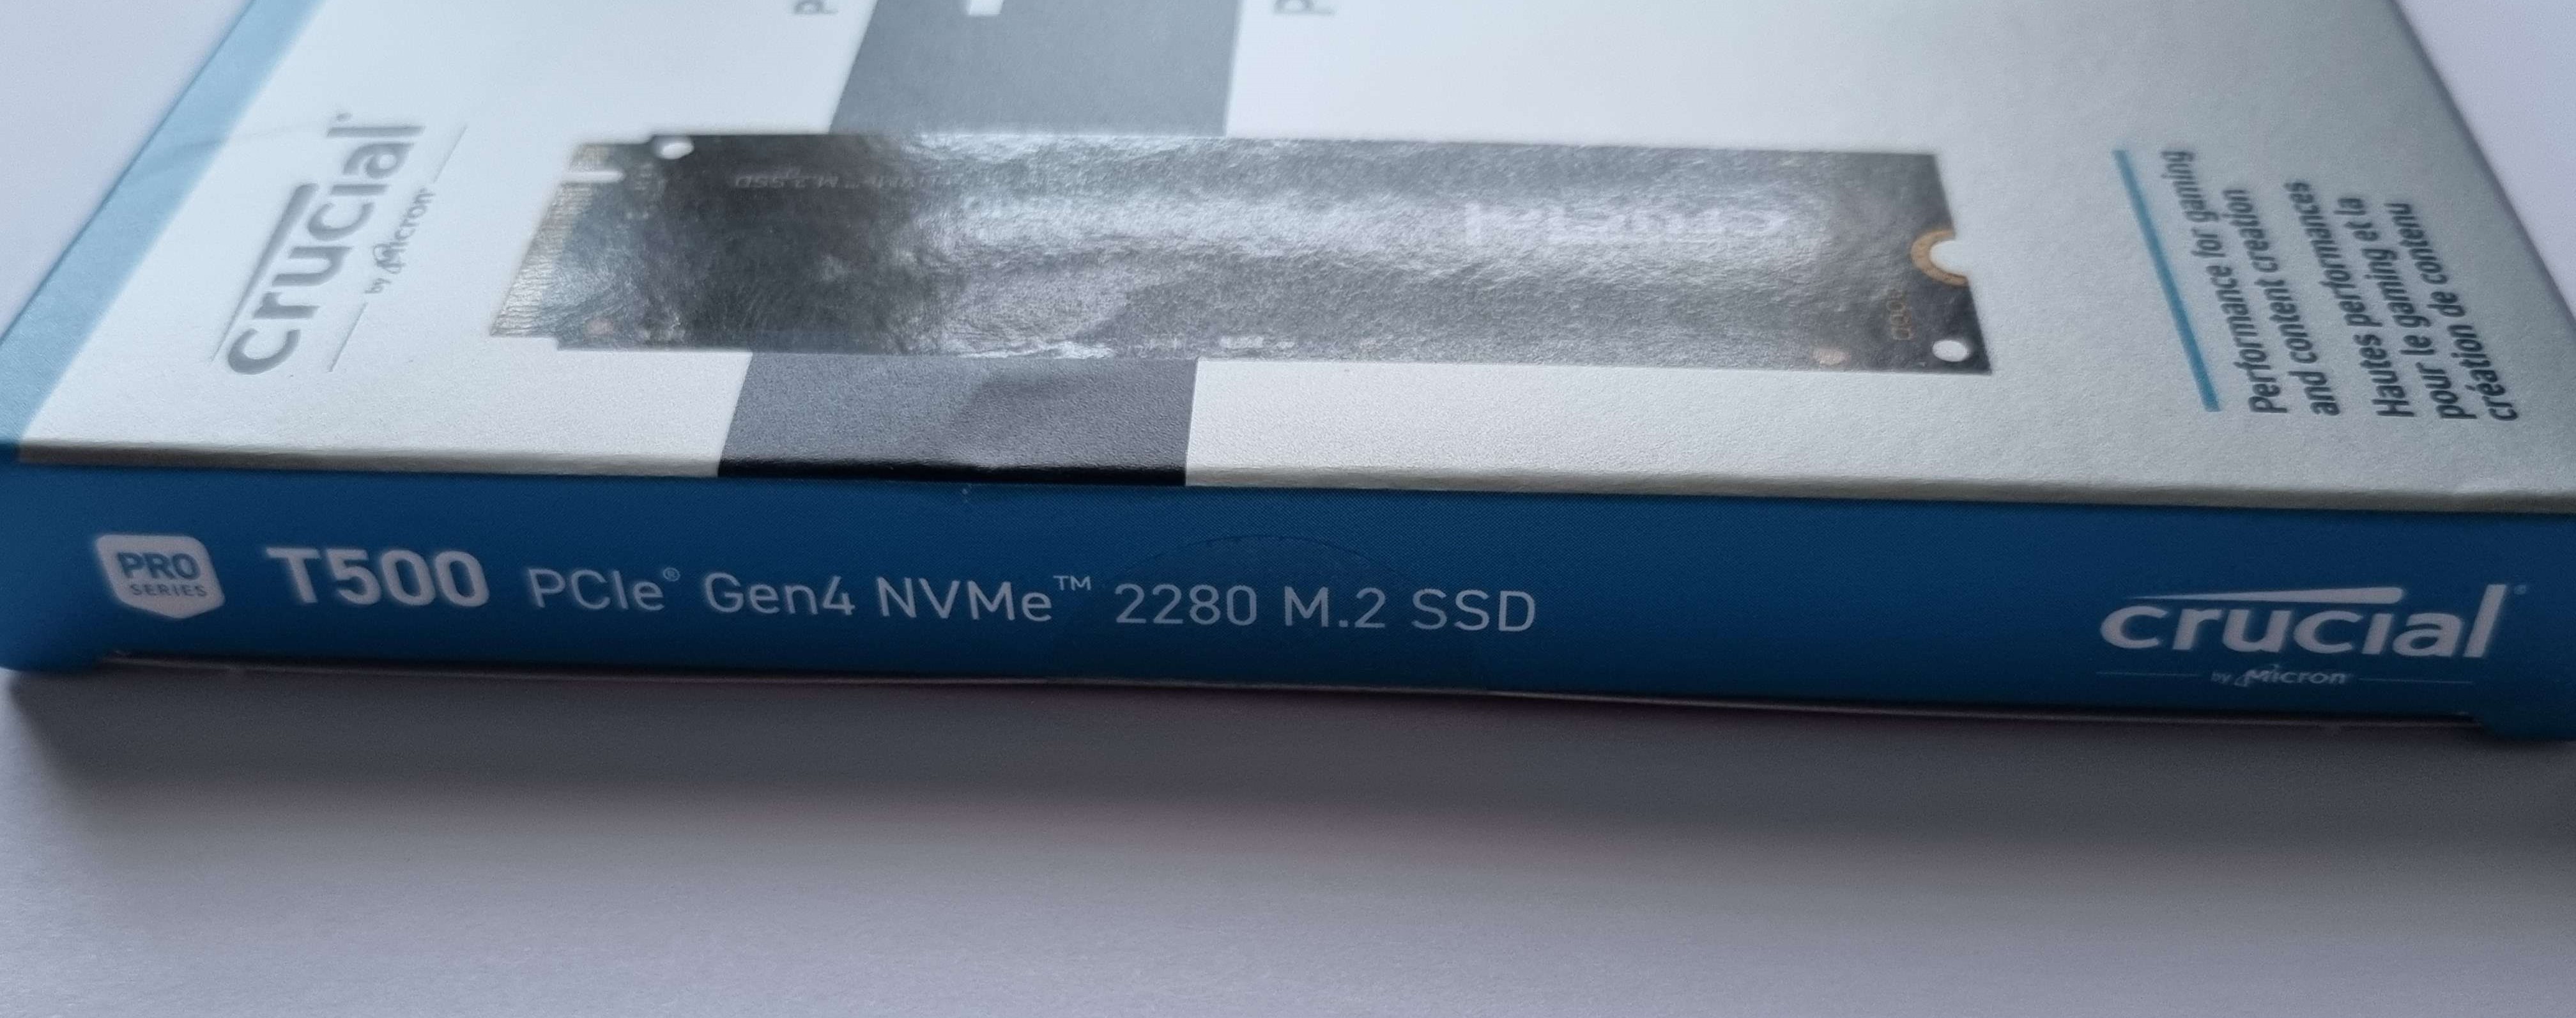 crucial
by Micron
Performance for gaming
and content creation
Hautes performances
pour le gaming et la
création de contenu
PRO
SERIES
T500 PCIe® Gen4 NVMe™ 2280 M.2 SSD
crucial®
by Micron